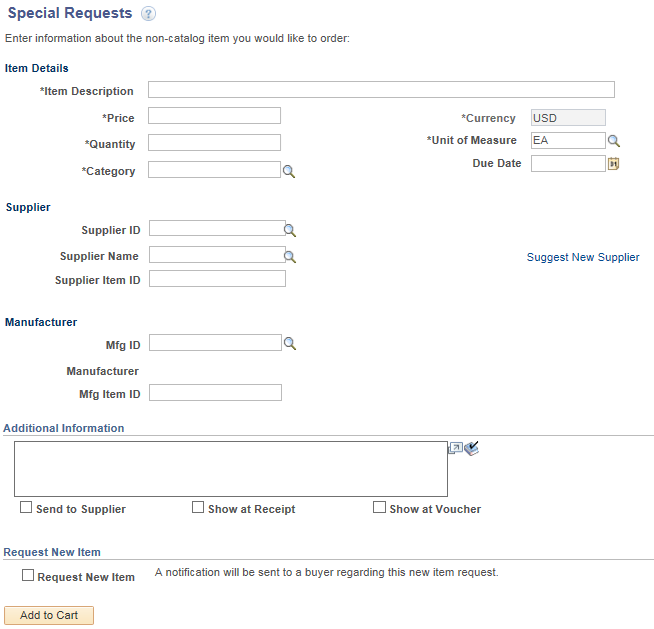 Special Requests ?
Enter information about the non-catalog item you would like to order:
Item Details
*Item Description
*Price
*Currency USD
*Quantity
*Unit of Measure EA
*Category
Due Date
Supplier
Supplier ID
Supplier Name
Suggest New Supplier
Supplier Item ID
Manufacturer
Mfg ID
Manufacturer
Mfg Item ID
Additional Information
Send to Supplier Show at Receipt Show at Voucher
Request New Item
Request New Item A notification will be sent to a buyer regarding this new item request.
Add to Cart